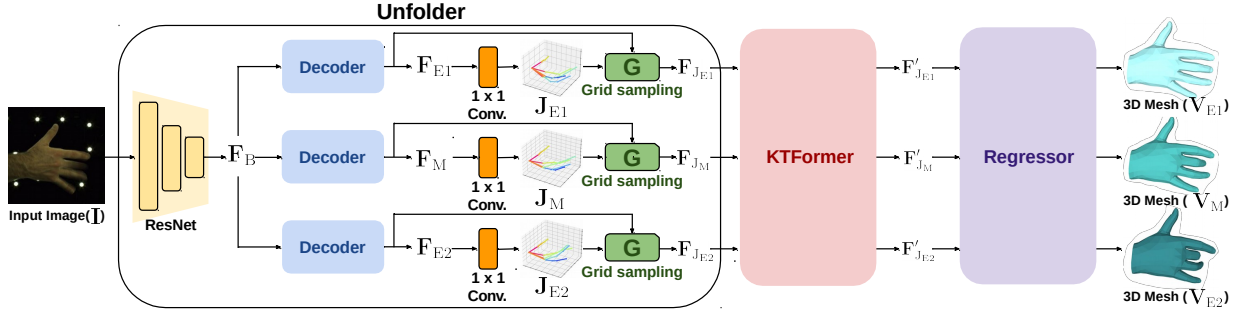 Unfolder
Decoder
F_E1
1 x 1
Conv.
J_E1
G
Grid sampling
F_J_E1
F'_J_E1
3D Mesh (V_E1)
Input Image(I)
ResNet
F_B
Decoder
F_M
1 x 1
Conv.
J_M
G
Grid sampling
F_J_M
KTFormer
F'_J_M
Regressor
3D Mesh (V_M)
Decoder
F_E2
1 x 1
Conv.
J_E2
G
Grid sampling
F_J_E2
F'_J_E2
3D Mesh (V_E2)